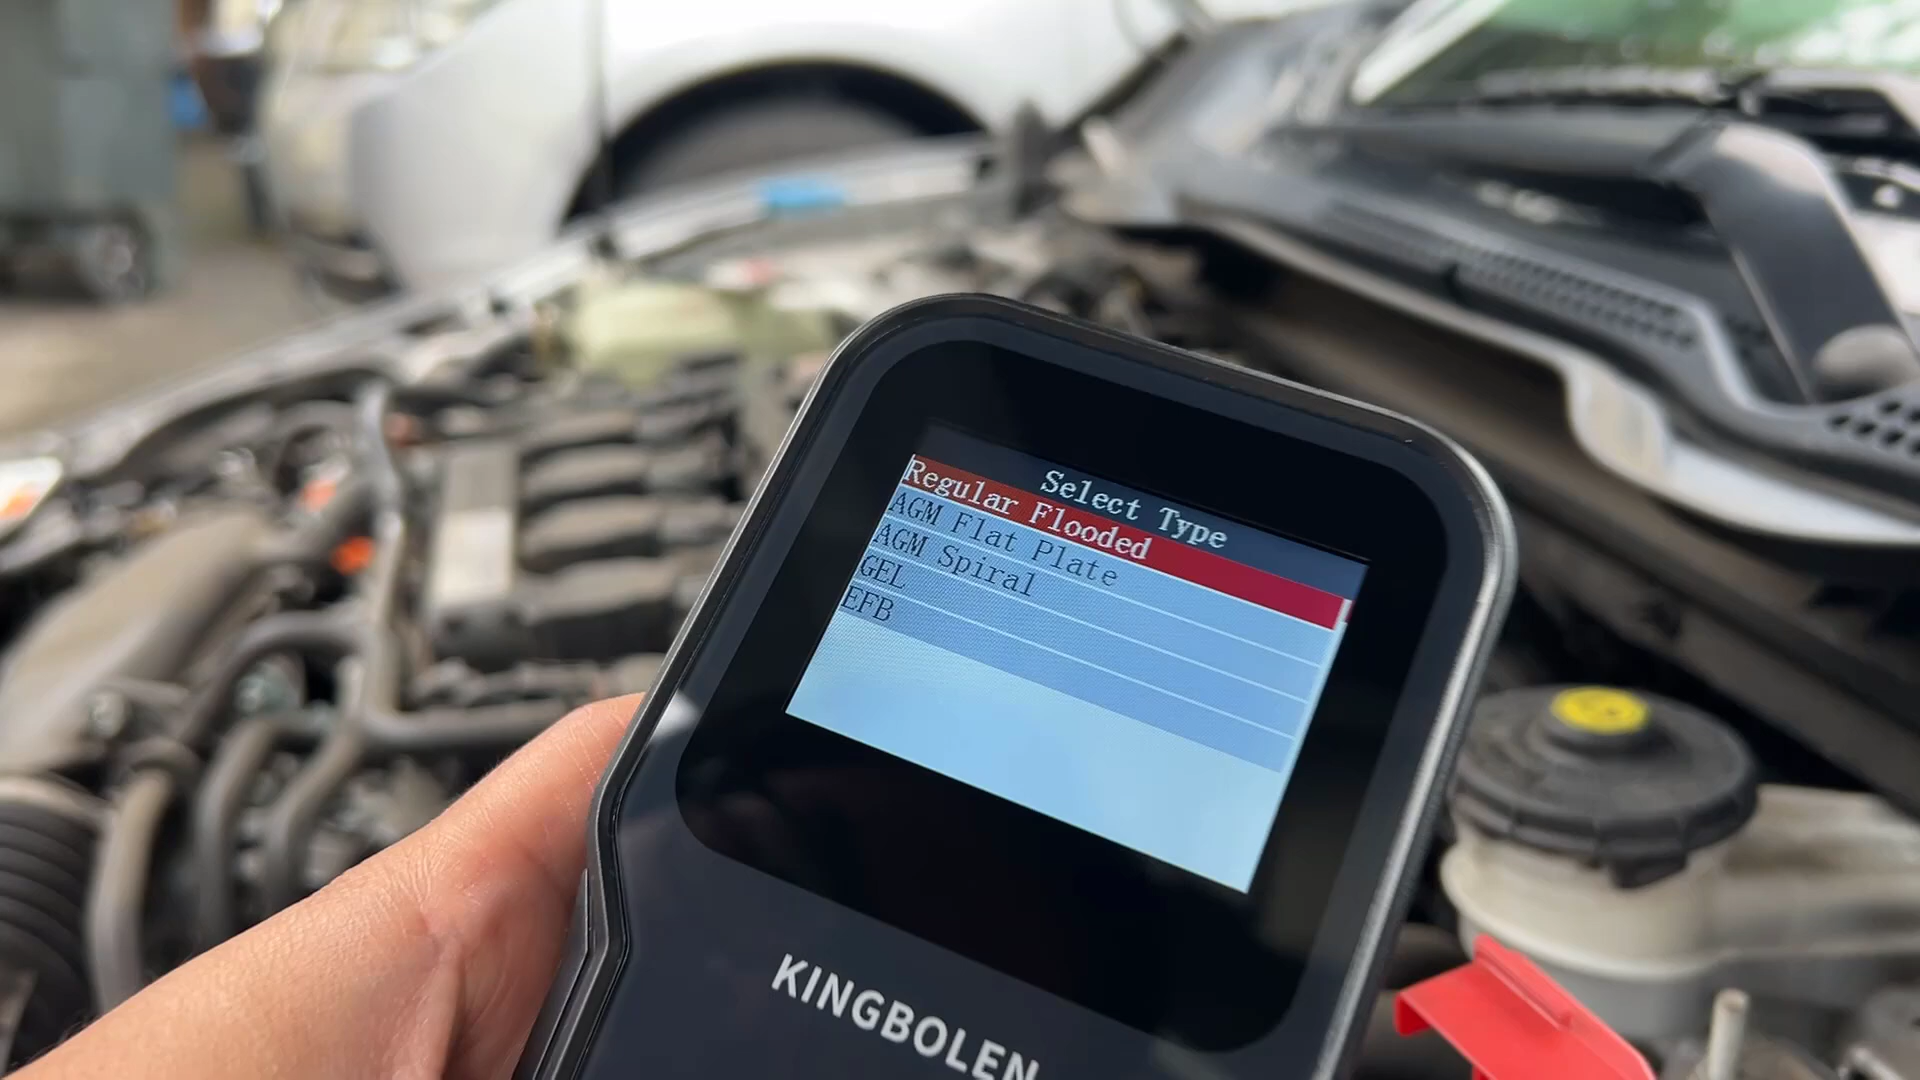 Select Type
Regular Flooded
AGM Flat Plate
AGM Spiral
GEL
EFB
KINGBOLEN